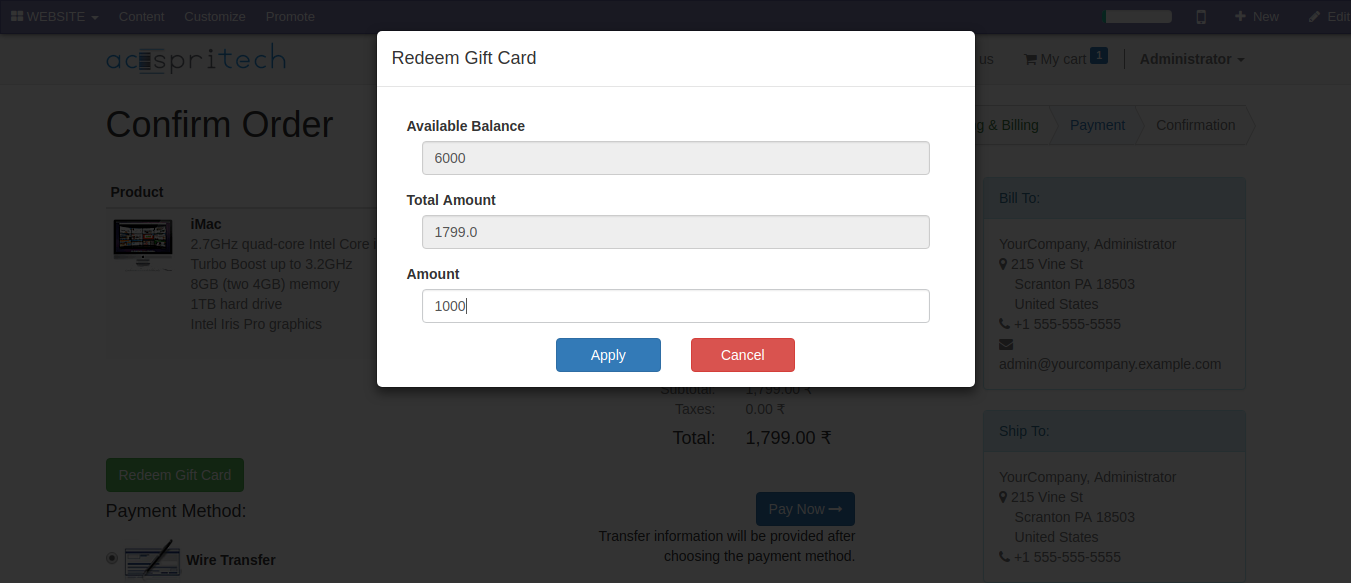 WEBSITE Content Customize Promote New Edit
acespritech
us My cart 1 Administrator
Redeem Gift Card
Confirm Order
g & Billing Payment Confirmation
Available Balance
6000
Total Amount
1799.0
Amount
1000
Apply Cancel
Product
iMac
2.7GHz quad-core Intel Core i
Turbo Boost up to 3.2GHz
8GB (two 4GB) memory
1TB hard drive
Intel Iris Pro graphics
Subtotal: 1,799.00 ₹
Taxes: 0.00 ₹
Total: 1,799.00 ₹
Redeem Gift Card
Payment Method:
Wire Transfer
Pay Now
Transfer information will be provided after
choosing the payment method.
Bill To:
YourCompany, Administrator
215 Vine St
Scranton PA 18503
United States
+1 555-555-5555
admin@yourcompany.example.com
Ship To:
YourCompany, Administrator
215 Vine St
Scranton PA 18503
United States
+1 555-555-5555